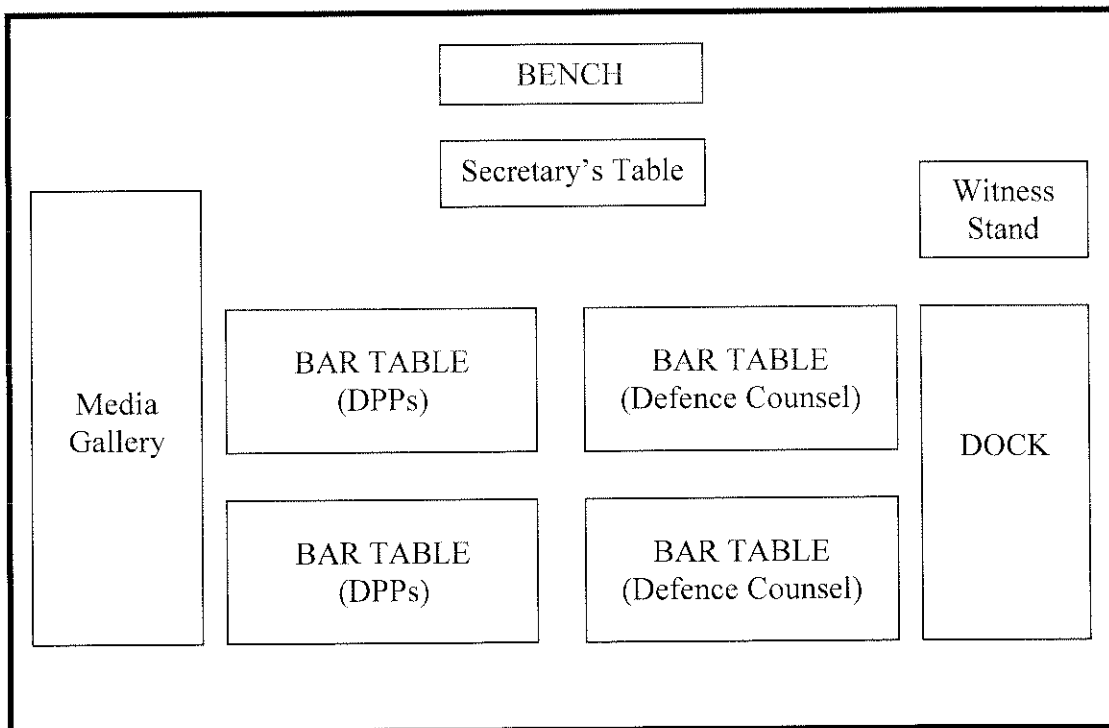 BENCH
Secretary's Table
Witness
Stand
Media
Gallery
BAR TABLE
(DPPs)
BAR TABLE
(Defence Counsel)
DOCK
BAR TABLE
(DPPs)
BAR TABLE
(Defence Counsel)